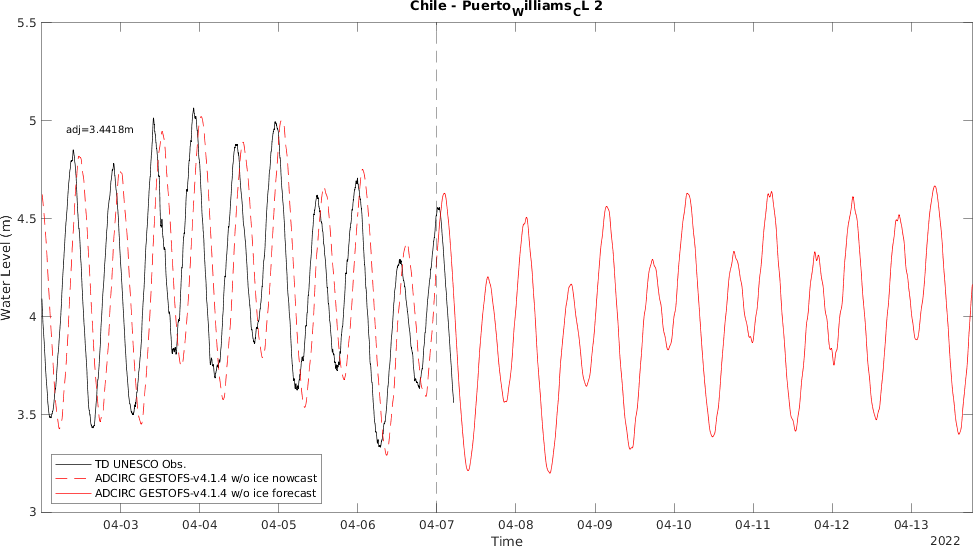 Chile - PuertoWilliamsCL 2
5.5
5
4.5
4
3.5
3
Water Level (m)
adj=3.4418m
TD UNESCO Obs.
ADCIRC GESTOFS-v4.1.4 w/o ice nowcast
ADCIRC GESTOFS-v4.1.4 w/o ice forecast
04-03 04-04 04-05 04-06 04-07 04-08 04-09 04-10 04-11 04-12 04-13
Time
2022